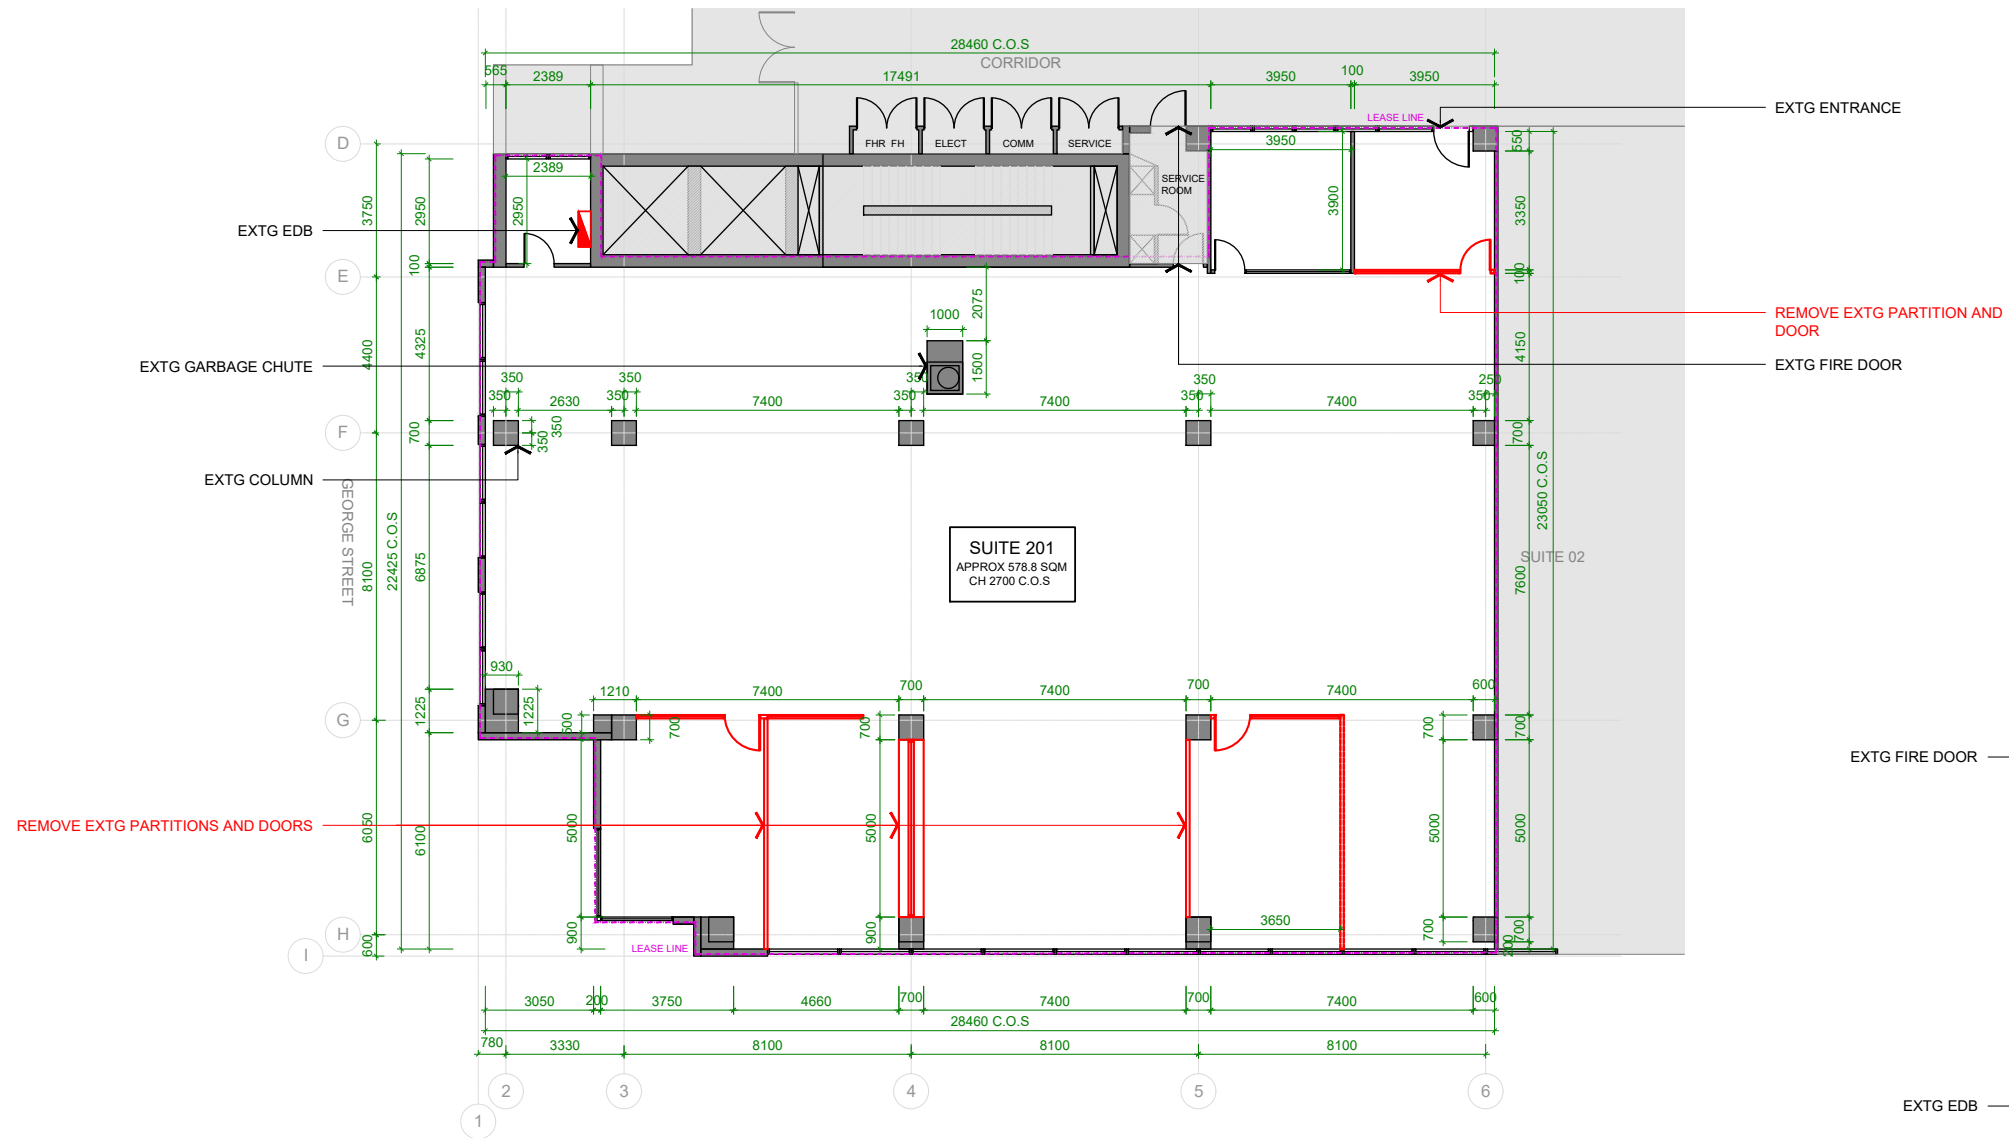 28460 C.O.S
CORRIDOR
565
2389
17491
3950
100
3950
EXTG ENTRANCE
LEASE LINE
D
FHR FH
ELECT
COMM
SERVICE
3950
550
2389
SERVICE
ROOM
3750
2950
2950
3900
3350
EXTG EDB
100
E
100
2075
1000
REMOVE EXTG PARTITION AND
DOOR
4400
4325
4150
EXTG GARBAGE CHUTE
1500
EXTG FIRE DOOR
350
350
350
350
250
350
2630
350
7400
350
7400
350
7400
350
F
700
350
350
700
EXTG COLUMN
GEORGE STREET
8100
22425 C.O.S
6875
23050 C.O.S
7600
SUITE 201
APPROX 578.8 SQM
CH 2700 C.O.S
SUITE 02
930
1210
7400
700
7400
700
7400
600
G
1225
1225
500
700
700
700
700
EXTG FIRE DOOR
REMOVE EXTG PARTITIONS AND DOORS
6050
6100
5000
5000
5000
5000
H
600
900
900
3650
700
700
LEASE LINE
200
I
3050
200
3750
4660
700
7400
700
7400
600
28460 C.O.S
780
3330
8100
8100
8100
2
3
4
5
6
1
EXTG EDB